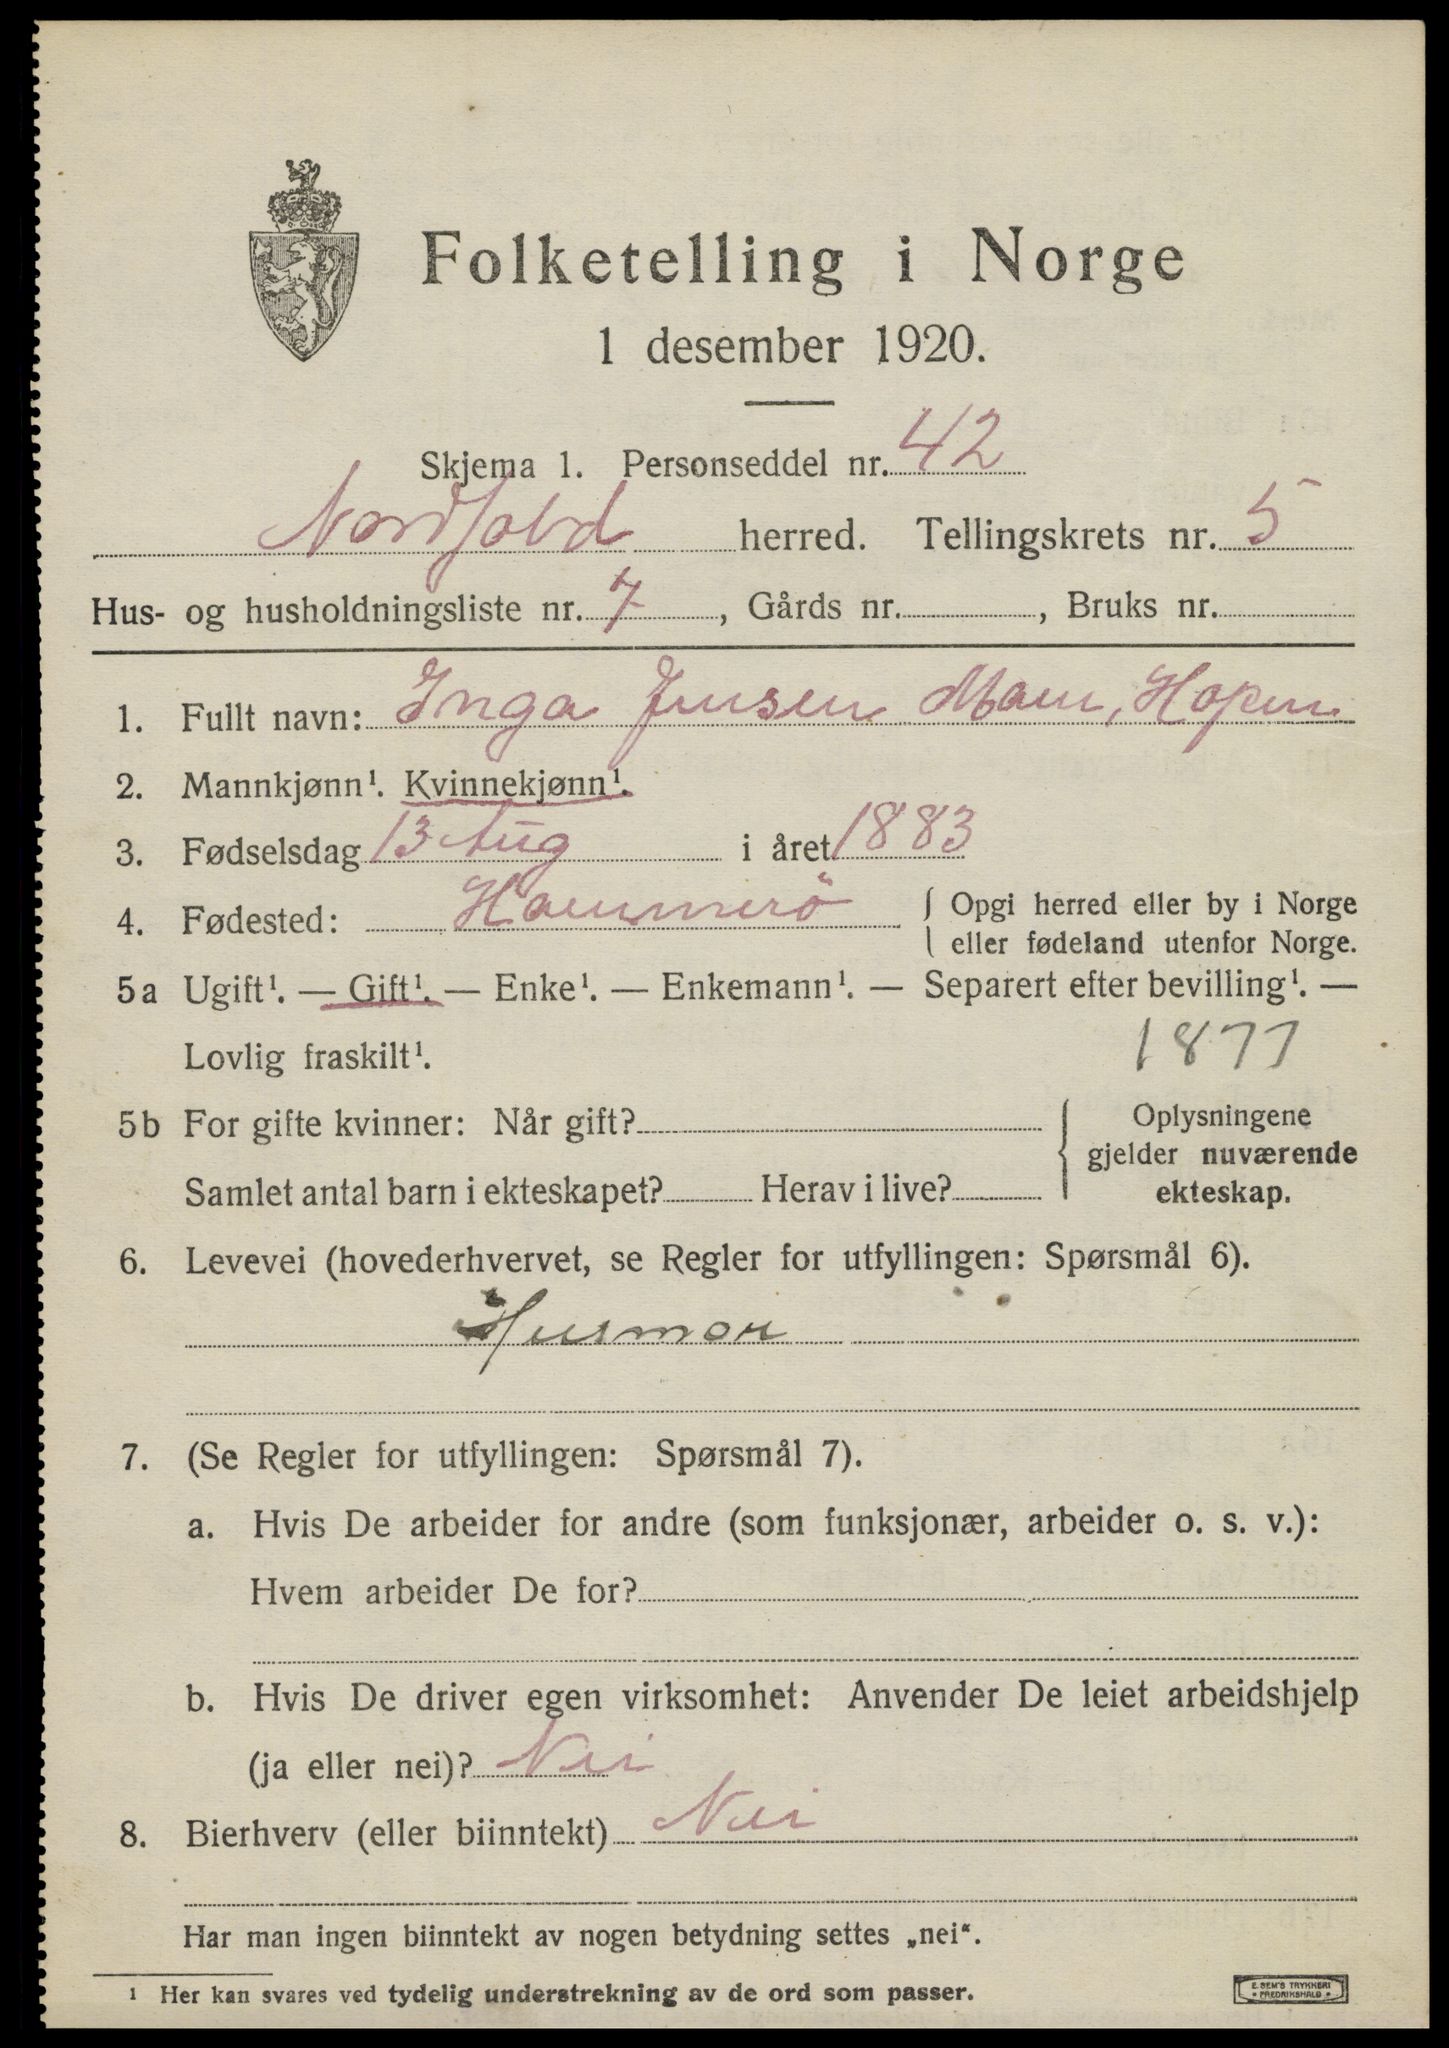 Folketelling i Norge
1 desember 1920.
Skjema 1. Personseddel nr. 42
Nordfold herred. Tellingskrets nr. 5
Hus- og husholdningsliste nr. 7, Gårds nr. , Bruks nr.
1. Fullt navn: Inga Jensen , Hopen
2. Mannkjønn¹. Kvinnekjønn¹.
3. Fødselsdag 13 Aug i året 1883
4. Fødested: Hammerö { Opgi herred eller by i Norge
eller fødeland utenfor Norge.
5a Ugift¹. — Gift¹. — Enke¹. — Enkemann¹. — Separert efter bevilling¹. —
Lovlig fraskilt¹. 1877
5b For gifte kvinner: Når gift? { Oplysningene
gjelder nuværende
Samlet antal barn i ekteskapet? Herav i live? ekteskap.
6. Levevei (hovederhvervet, se Regler for utfyllingen: Spørsmål 6).
Husmor
7. (Se Regler for utfyllingen: Spørsmål 7).
a. Hvis De arbeider for andre (som funksjonær, arbeider o. s. v.):
Hvem arbeider De for?
b. Hvis De driver egen virksomhet: Anvender De leiet arbeidshjelp
(ja eller nei)? Nei
8. Bierhverv (eller biinntekt) Nei
Har man ingen biinntekt av nogen betydning settes „nei“.
¹ Her kan svares ved tydelig understrekning av de ord som passer.
E. SEM'S TRYKKERI
• FREDRIKSHALD •